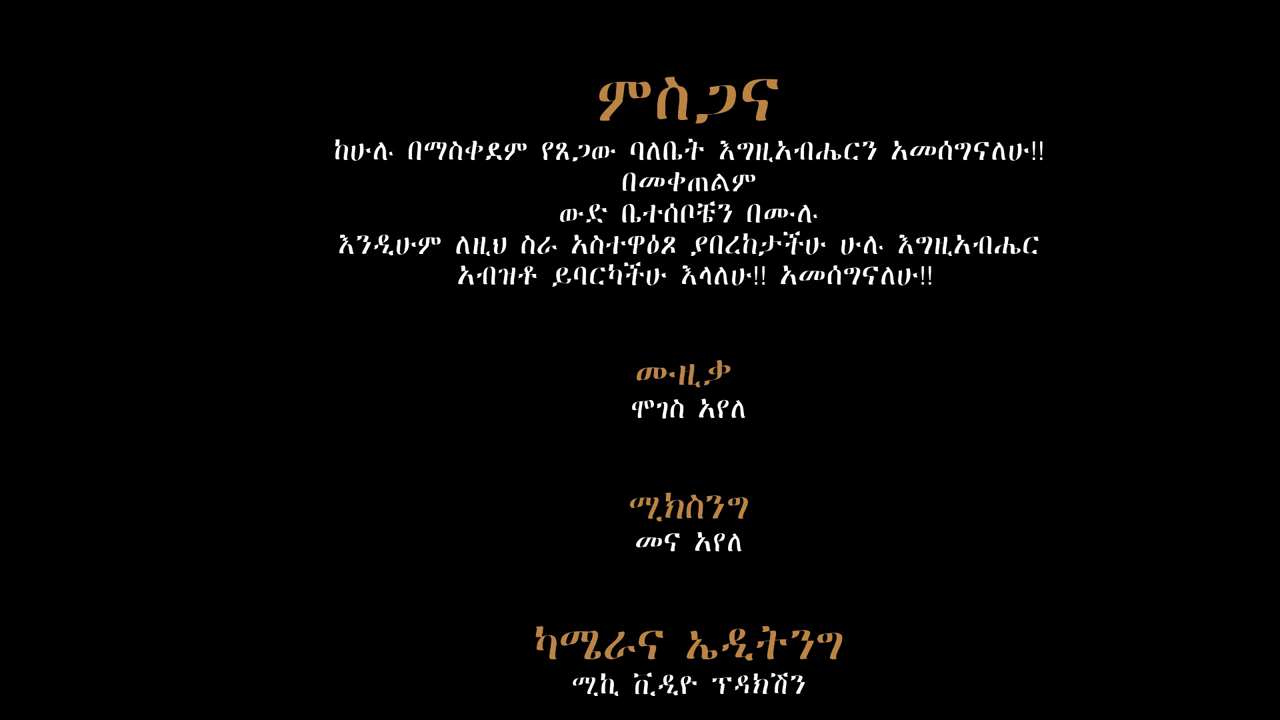 ምስጋና
ከሁሉ በማስቀደም የጸጋው ባለቤት እግዚአብሔርን አመሰግናለሁ!!
በመቀጠልም
ውድ ቤተሰቦቼን በሙሉ
እንዲሁም ለዚህ ስራ አስተዋዕጾ ያበረከታችሁ ሁሉ እግዚአብሔር
አብዝቶ ይባርካችሁ እላለሁ!! አመሰግናለሁ!!
ሙዚቃ
ሞገስ አየለ
ሚክስንግ
መና አየለ
ካሜራና ኤዲትንግ
ሚኪ ቪዲዮ ፕዳክሽን